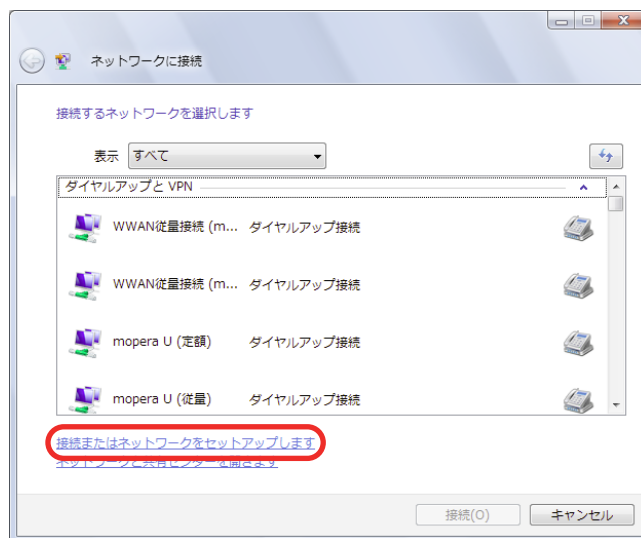 ネットワークに接続
接続するネットワークを選択します
表示 すべて
ダイヤルアップと VPN
WWAN従量接続 (m... ダイヤルアップ接続
WWAN従量接続 (m... ダイヤルアップ接続
mopera U (定額) ダイヤルアップ接続
mopera U (従量) ダイヤルアップ接続
接続またはネットワークをセットアップします
ネットワークと共有センターを開きます
接続(O) キャンセル